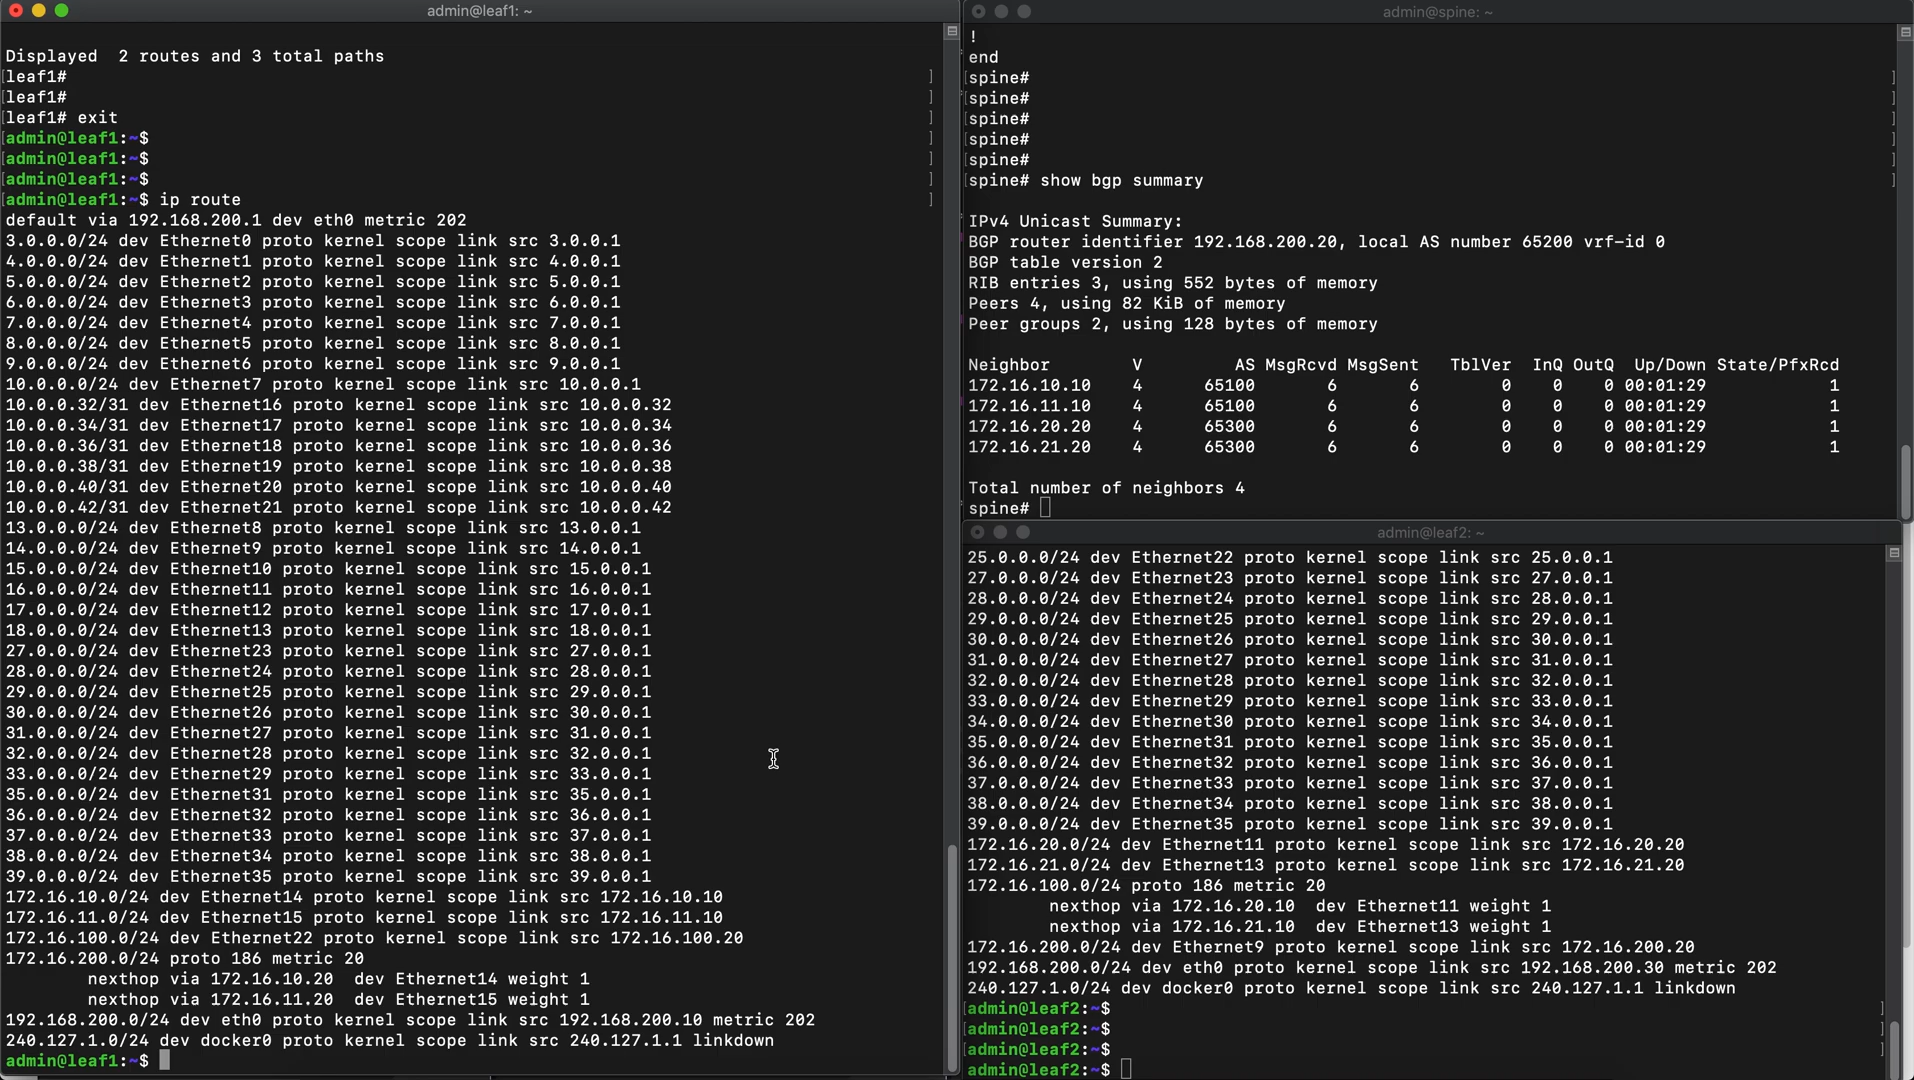 admin@leaf1: ~
Displayed  2 routes and 3 total paths
[leaf1# ]
[leaf1# ]
[leaf1# exit ]
[admin@leaf1:~$ ]
[admin@leaf1:~$ ]
[admin@leaf1:~$ ]
[admin@leaf1:~$ ip route ]
default via 192.168.200.1 dev eth0 metric 202
3.0.0.0/24 dev Ethernet0 proto kernel scope link src 3.0.0.1
4.0.0.0/24 dev Ethernet1 proto kernel scope link src 4.0.0.1
5.0.0.0/24 dev Ethernet2 proto kernel scope link src 5.0.0.1
6.0.0.0/24 dev Ethernet3 proto kernel scope link src 6.0.0.1
7.0.0.0/24 dev Ethernet4 proto kernel scope link src 7.0.0.1
8.0.0.0/24 dev Ethernet5 proto kernel scope link src 8.0.0.1
9.0.0.0/24 dev Ethernet6 proto kernel scope link src 9.0.0.1
10.0.0.0/24 dev Ethernet7 proto kernel scope link src 10.0.0.1
10.0.0.32/31 dev Ethernet16 proto kernel scope link src 10.0.0.32
10.0.0.34/31 dev Ethernet17 proto kernel scope link src 10.0.0.34
10.0.0.36/31 dev Ethernet18 proto kernel scope link src 10.0.0.36
10.0.0.38/31 dev Ethernet19 proto kernel scope link src 10.0.0.38
10.0.0.40/31 dev Ethernet20 proto kernel scope link src 10.0.0.40
10.0.0.42/31 dev Ethernet21 proto kernel scope link src 10.0.0.42
13.0.0.0/24 dev Ethernet8 proto kernel scope link src 13.0.0.1
14.0.0.0/24 dev Ethernet9 proto kernel scope link src 14.0.0.1
15.0.0.0/24 dev Ethernet10 proto kernel scope link src 15.0.0.1
16.0.0.0/24 dev Ethernet11 proto kernel scope link src 16.0.0.1
17.0.0.0/24 dev Ethernet12 proto kernel scope link src 17.0.0.1
18.0.0.0/24 dev Ethernet13 proto kernel scope link src 18.0.0.1
27.0.0.0/24 dev Ethernet23 proto kernel scope link src 27.0.0.1
28.0.0.0/24 dev Ethernet24 proto kernel scope link src 28.0.0.1
29.0.0.0/24 dev Ethernet25 proto kernel scope link src 29.0.0.1
30.0.0.0/24 dev Ethernet26 proto kernel scope link src 30.0.0.1
31.0.0.0/24 dev Ethernet27 proto kernel scope link src 31.0.0.1
32.0.0.0/24 dev Ethernet28 proto kernel scope link src 32.0.0.1
33.0.0.0/24 dev Ethernet29 proto kernel scope link src 33.0.0.1
35.0.0.0/24 dev Ethernet31 proto kernel scope link src 35.0.0.1
36.0.0.0/24 dev Ethernet32 proto kernel scope link src 36.0.0.1
37.0.0.0/24 dev Ethernet33 proto kernel scope link src 37.0.0.1
38.0.0.0/24 dev Ethernet34 proto kernel scope link src 38.0.0.1
39.0.0.0/24 dev Ethernet35 proto kernel scope link src 39.0.0.1
172.16.10.0/24 dev Ethernet14 proto kernel scope link src 172.16.10.10
172.16.11.0/24 dev Ethernet15 proto kernel scope link src 172.16.11.10
172.16.100.0/24 dev Ethernet22 proto kernel scope link src 172.16.100.20
172.16.200.0/24 proto 186 metric 20
        nexthop via 172.16.10.20  dev Ethernet14 weight 1
        nexthop via 172.16.11.20  dev Ethernet15 weight 1
192.168.200.0/24 dev eth0 proto kernel scope link src 192.168.200.10 metric 202
240.127.1.0/24 dev docker0 proto kernel scope link src 240.127.1.1 linkdown
admin@leaf1:~$
admin@spine: ~
!
end
[spine# ]
[spine# ]
[spine# ]
[spine# ]
[spine# ]
[spine# show bgp summary ]
IPv4 Unicast Summary:
BGP router identifier 192.168.200.20, local AS number 65200 vrf-id 0
BGP table version 2
RIB entries 3, using 552 bytes of memory
Peers 4, using 82 KiB of memory
Peer groups 2, using 128 bytes of memory
Neighbor        V         AS MsgRcvd MsgSent   TblVer  InQ OutQ  Up/Down State/PfxRcd
172.16.10.10    4      65100       6       6        0    0    0 00:01:29            1
172.16.11.10    4      65100       6       6        0    0    0 00:01:29            1
172.16.20.20    4      65300       6       6        0    0    0 00:01:29            1
172.16.21.20    4      65300       6       6        0    0    0 00:01:29            1
Total number of neighbors 4
spine#
admin@leaf2: ~
25.0.0.0/24 dev Ethernet22 proto kernel scope link src 25.0.0.1
27.0.0.0/24 dev Ethernet23 proto kernel scope link src 27.0.0.1
28.0.0.0/24 dev Ethernet24 proto kernel scope link src 28.0.0.1
29.0.0.0/24 dev Ethernet25 proto kernel scope link src 29.0.0.1
30.0.0.0/24 dev Ethernet26 proto kernel scope link src 30.0.0.1
31.0.0.0/24 dev Ethernet27 proto kernel scope link src 31.0.0.1
32.0.0.0/24 dev Ethernet28 proto kernel scope link src 32.0.0.1
33.0.0.0/24 dev Ethernet29 proto kernel scope link src 33.0.0.1
34.0.0.0/24 dev Ethernet30 proto kernel scope link src 34.0.0.1
35.0.0.0/24 dev Ethernet31 proto kernel scope link src 35.0.0.1
36.0.0.0/24 dev Ethernet32 proto kernel scope link src 36.0.0.1
37.0.0.0/24 dev Ethernet33 proto kernel scope link src 37.0.0.1
38.0.0.0/24 dev Ethernet34 proto kernel scope link src 38.0.0.1
39.0.0.0/24 dev Ethernet35 proto kernel scope link src 39.0.0.1
172.16.20.0/24 dev Ethernet11 proto kernel scope link src 172.16.20.20
172.16.21.0/24 dev Ethernet13 proto kernel scope link src 172.16.21.20
172.16.100.0/24 proto 186 metric 20
        nexthop via 172.16.20.10  dev Ethernet11 weight 1
        nexthop via 172.16.21.10  dev Ethernet13 weight 1
172.16.200.0/24 dev Ethernet9 proto kernel scope link src 172.16.200.20
192.168.200.0/24 dev eth0 proto kernel scope link src 192.168.200.30 metric 202
240.127.1.0/24 dev docker0 proto kernel scope link src 240.127.1.1 linkdown
[admin@leaf2:~$ ]
[admin@leaf2:~$ ]
[admin@leaf2:~$ ]
admin@leaf2:~$